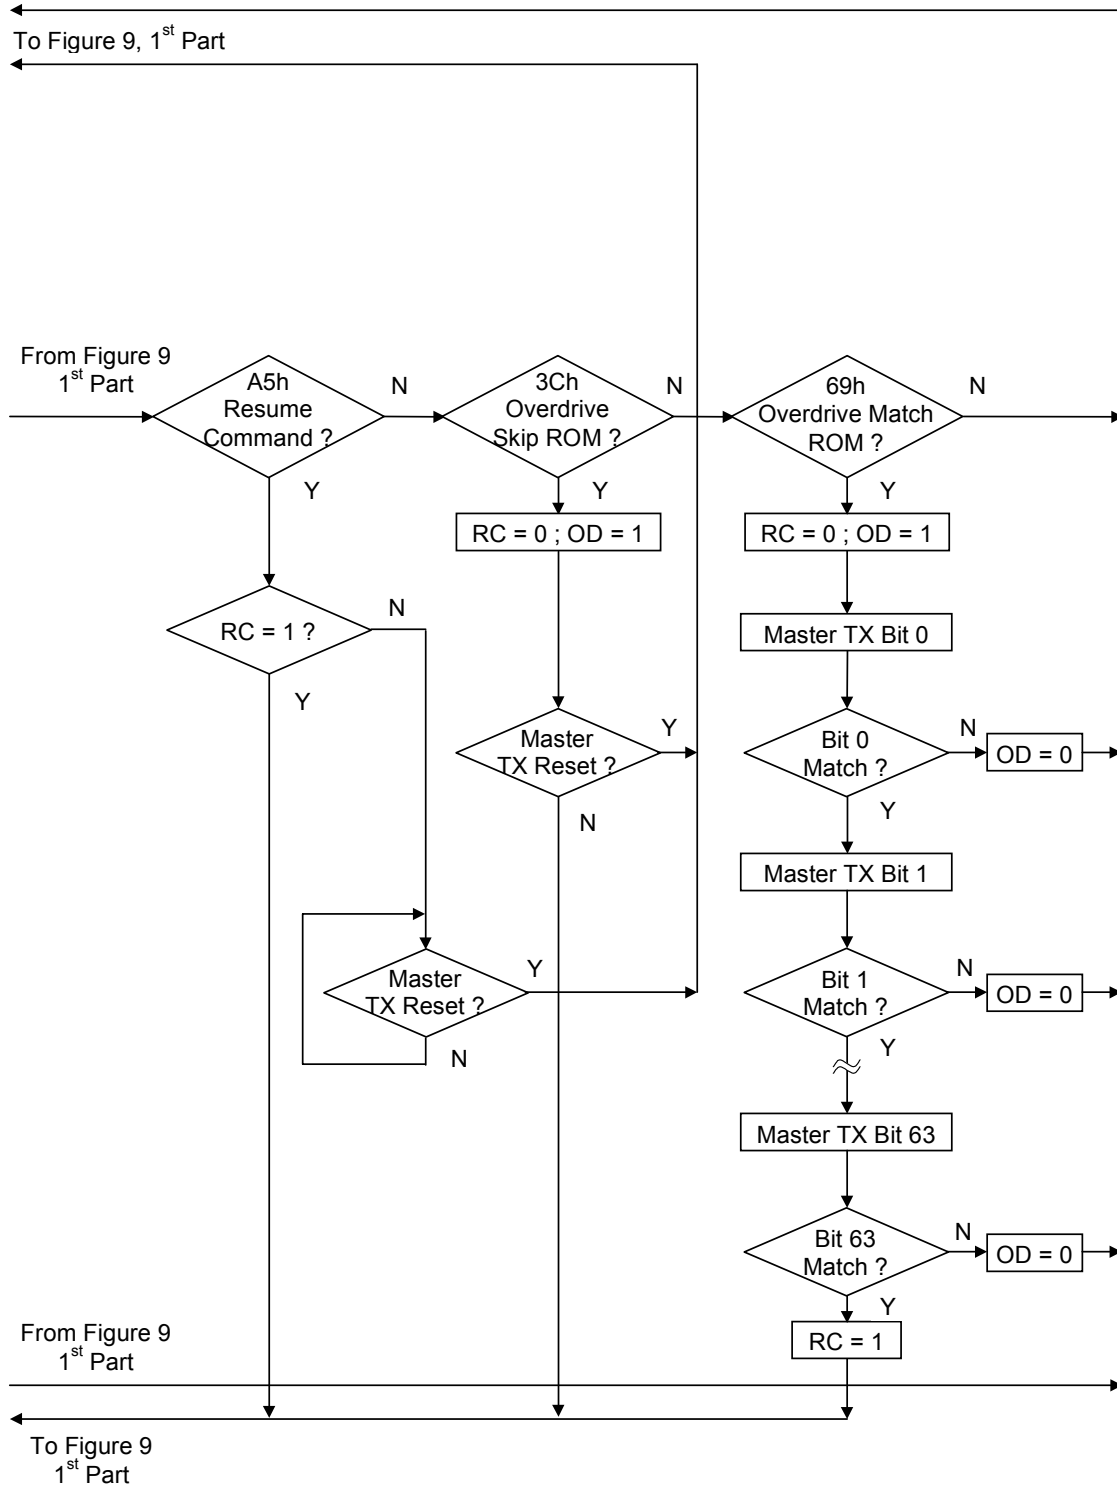 To Figure 9, 1st Part
From Figure 9
1st Part
A5h
Resume
Command ?
N
Y
3Ch
Overdrive
Skip ROM ?
N
Y
69h
Overdrive Match
ROM ?
N
Y
RC = 0 ; OD = 1
RC = 0 ; OD = 1
RC = 1 ?
N
Y
Master TX Bit 0
Master
TX Reset ?
Y
N
Bit 0
Match ?
N
OD = 0
Y
Master TX Bit 1
Master
TX Reset ?
Y
N
Bit 1
Match ?
N
OD = 0
Y
Master TX Bit 63
Bit 63
Match ?
N
OD = 0
Y
RC = 1
From Figure 9
1st Part
To Figure 9
1st Part